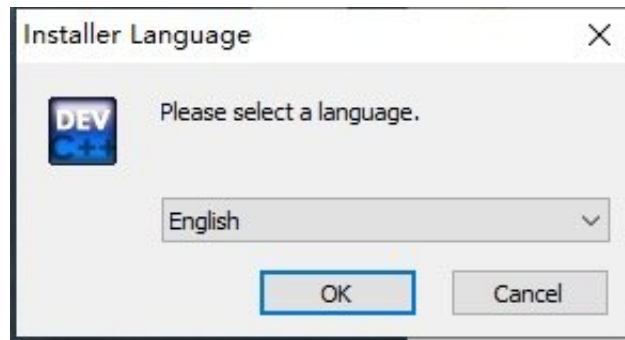 Installer Language
DEV
C++
Please select a language.
English
OK
Cancel